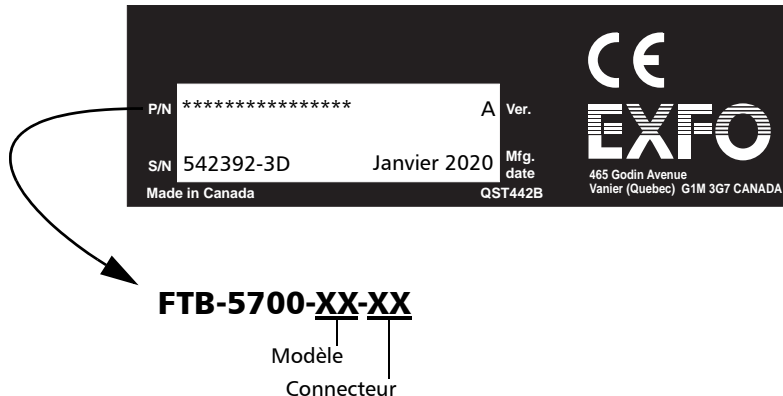 CE
EXFO
P/N *************** A Ver.
S/N 542392-3D Janvier 2020 Mfg. date
465 Godin Avenue
Vanier (Quebec) G1M 3G7 CANADA
Made in Canada QST442B
FTB-5700-XX-XX
Modèle
Connecteur